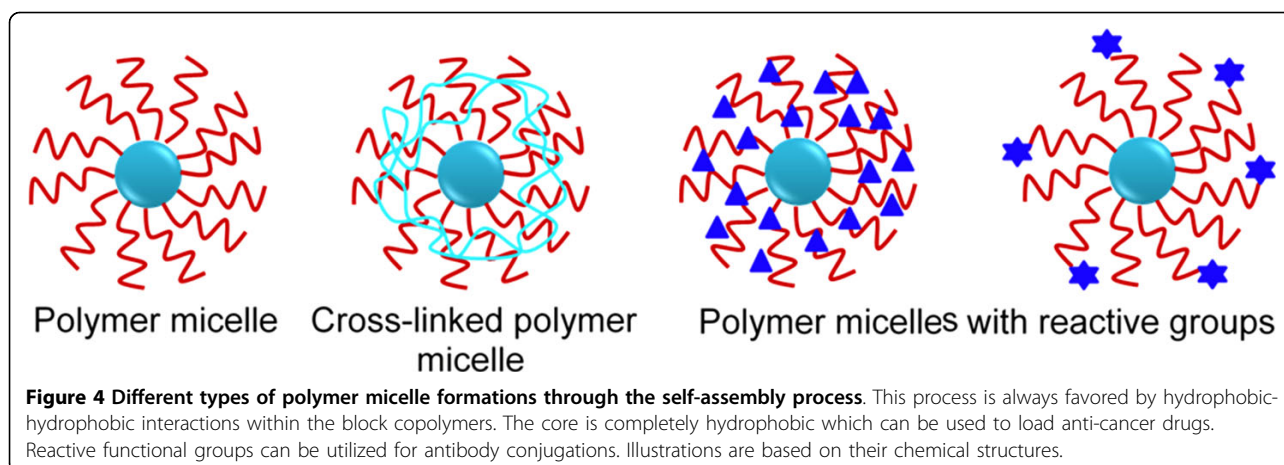 Polymer micelle Cross-linked polymer micelle Polymer micelles with reactive groups
Figure 4 Different types of polymer micelle formations through the self-assembly process. This process is always favored by hydrophobic-
hydrophobic interactions within the block copolymers. The core is completely hydrophobic which can be used to load anti-cancer drugs.
Reactive functional groups can be utilized for antibody conjugations. Illustrations are based on their chemical structures.